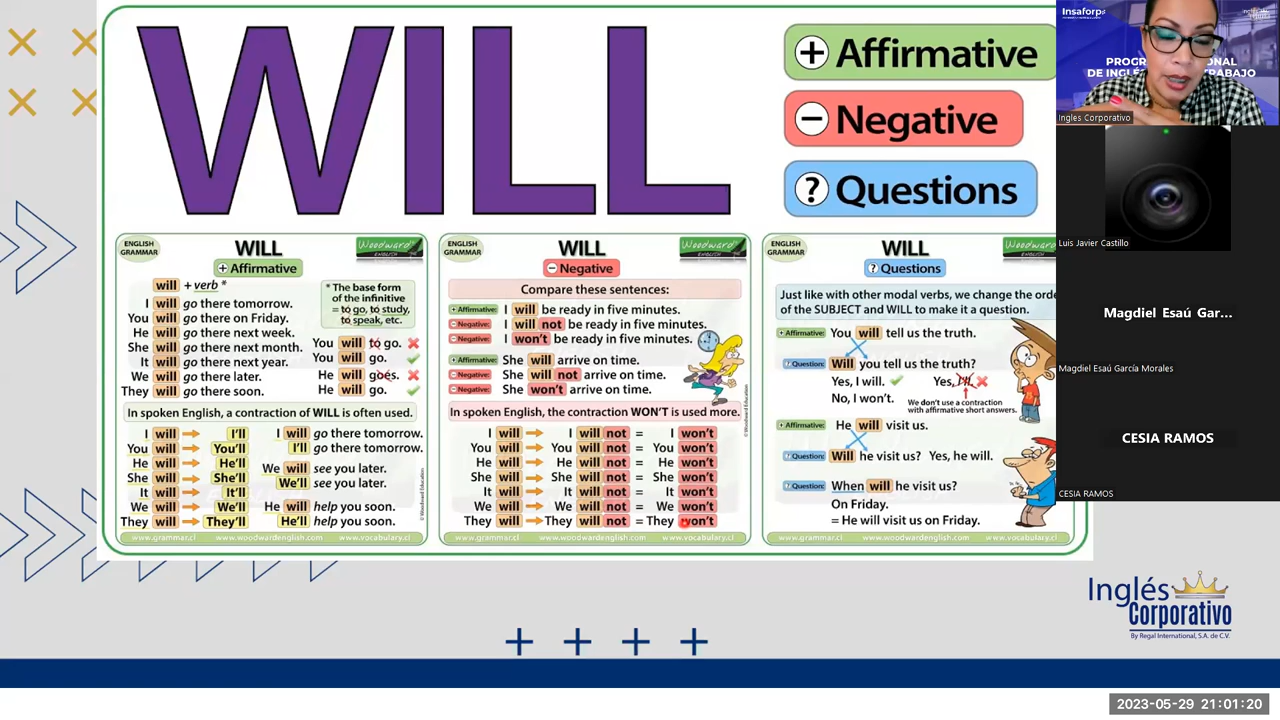 WILL
+ Affirmative
− Negative
? Questions
ENGLISH
GRAMMAR
WILL
Woodward
ENGLISH
+ Affirmative
will + verb *
I will go there tomorrow.
You will go there on Friday.
He will go there next week.
She will go there next month.
It will go there next year.
We will go there later.
They will go there soon.
* The base form
of the infinitive
= to go, to study,
to speak, etc.
You will to go.
You will go.
He will goes.
He will go.
In spoken English, a contraction of WILL is often used.
I will I'll
You will You'll
He will He'll
She will She'll
It will It'll
We will We'll
They will They'll
I will go there tomorrow.
I'll go there tomorrow.
We will see you later.
We'll see you later.
He will help you soon.
He'll help you soon.
© Woodward Education
www.grammar.cl www.woodwardenglish.com www.vocabulary.cl
ENGLISH
GRAMMAR
WILL
Woodward
ENGLISH
− Negative
Compare these sentences:
+ Affirmative: I will be ready in five minutes.
− Negative: I will not be ready in five minutes.
− Negative: I won't be ready in five minutes.
+ Affirmative: She will arrive on time.
− Negative: She will not arrive on time.
− Negative: She won't arrive on time.
In spoken English, the contraction WON'T is used more.
I will I will not = I won't
You will You will not = You won't
He will He will not = He won't
She will She will not = She won't
It will It will not = It won't
We will We will not = We won't
They will They will not = They won't
© Woodward Education
www.grammar.cl www.woodwardenglish.com www.vocabulary.cl
ENGLISH
GRAMMAR
WILL
Woodward
ENGLISH
? Questions
Just like with other modal verbs, we change the orde
of the SUBJECT and WILL to make it a question.
+ Affirmative: You will tell us the truth.
? Question: Will you tell us the truth?
Yes, I will. Yes, I'll.
No, I won't.
We don't use a contraction
with affirmative short answers.
+ Affirmative: He will visit us.
? Question: Will he visit us? Yes, he will.
? Question: When will he visit us?
On Friday.
= He will visit us on Friday.
www.grammar.cl www.woodwardenglish.com www.vocabulary.cl
Insaforp
PROGR ONAL
DE INGLÉ TRABAJO
Ingles Corporativo
Luis Javier Castillo
Magdiel Esaú Gar...
Magdiel Esaú García Morales
CESIA RAMOS
CESIA RAMOS
Inglés
Corporativo
By Regal International, S.A. de C.V.
2023-05-29 21:01:20